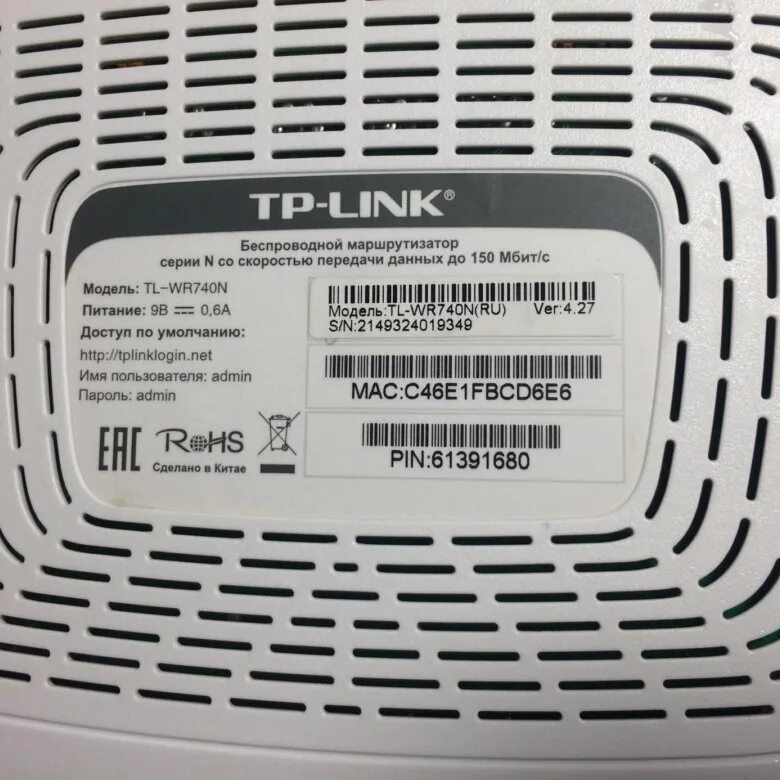 TP-LINK®
Беспроводной маршрутизатор
серии N со скоростью передачи данных до 150 Мбит/с
Модель: TL-WR740N
Питание: 9В ⎓ 0,6А
Доступ по умолчанию:
http://tplinklogin.net
Имя пользователя: admin
Пароль: admin
EAC RoHS
Сделано в Китае
Модель:TL-WR740N(RU) Ver:4.27
S/N:2149324019349
MAC:C46E1FBCD6E6
PIN:61391680